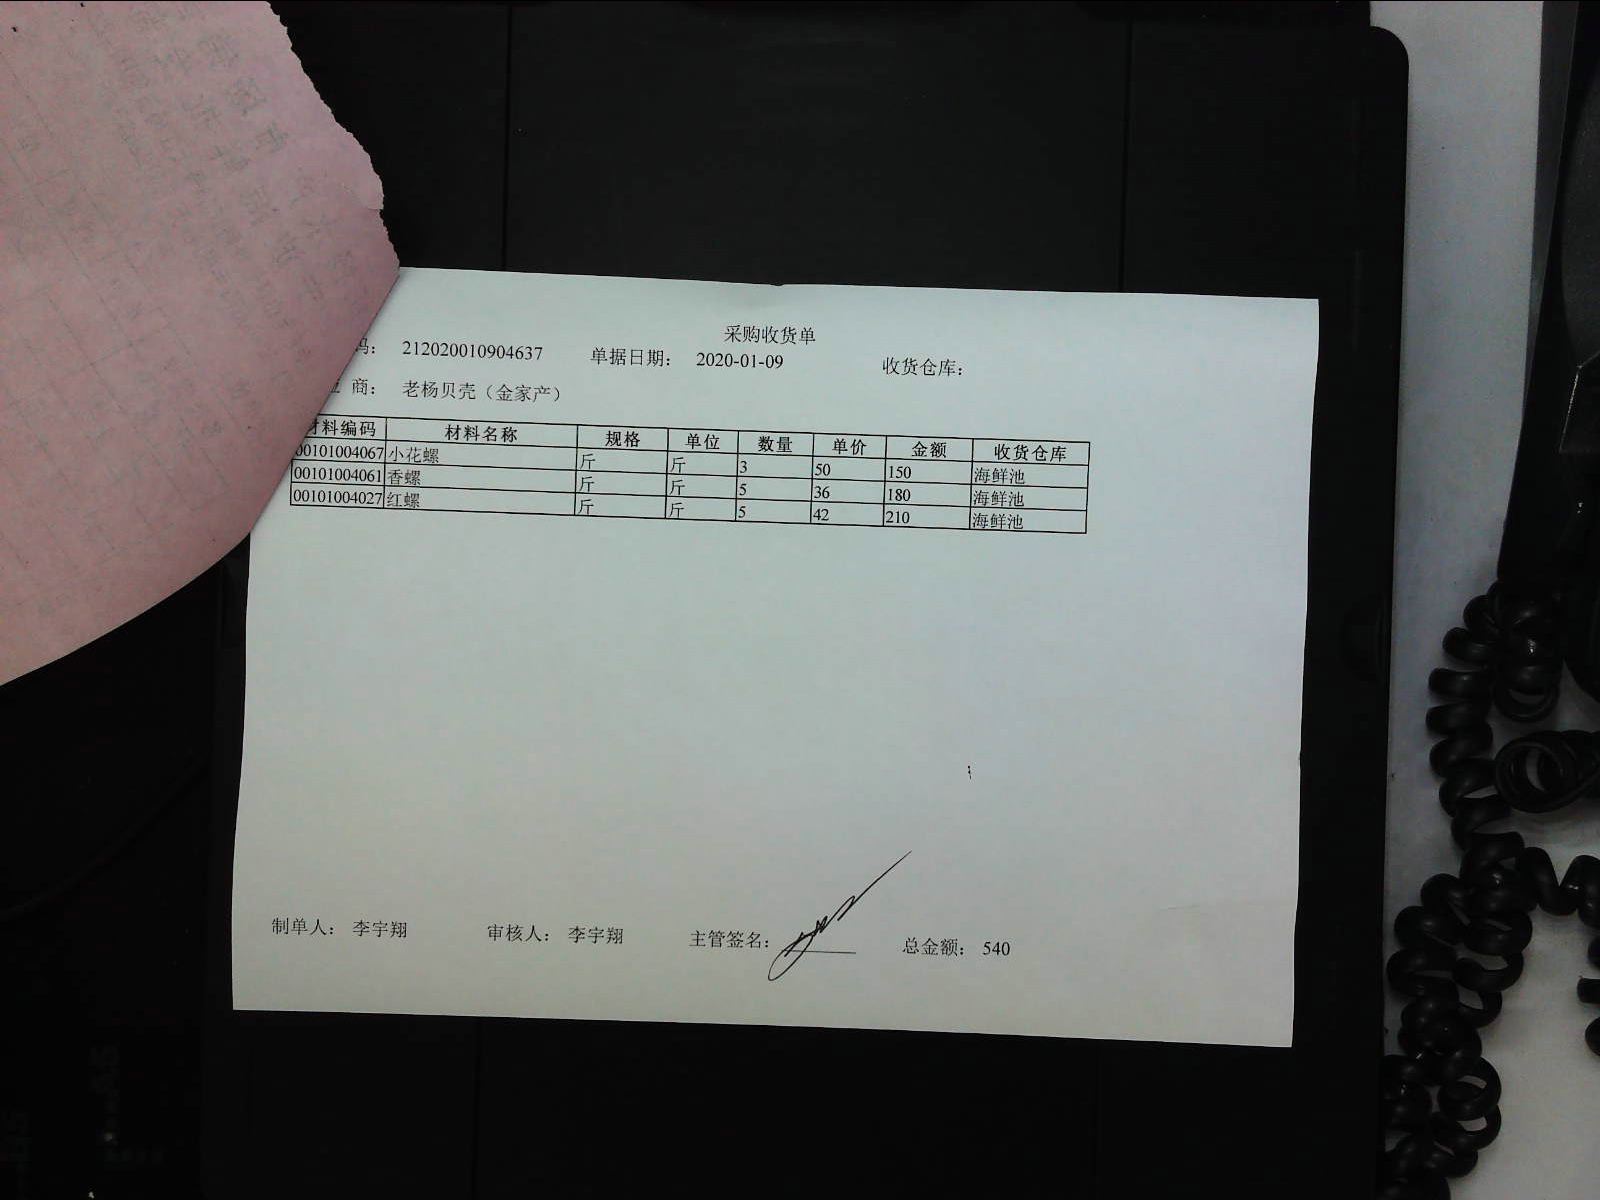 采购收货单
码： 212020010904637 单据日期： 2020-01-09 收货仓库：
商： 老杨贝壳（金家产）
材料编码 材料名称 规格 单位 数量 单价 金额 收货仓库
00101004067 小花螺 斤 斤 3 50 150 海鲜池
00101004061 香螺 斤 斤 5 36 180 海鲜池
00101004027 红螺 斤 斤 5 42 210 海鲜池
制单人： 李宇翔 审核人： 李宇翔 主管签名： 总金额： 540